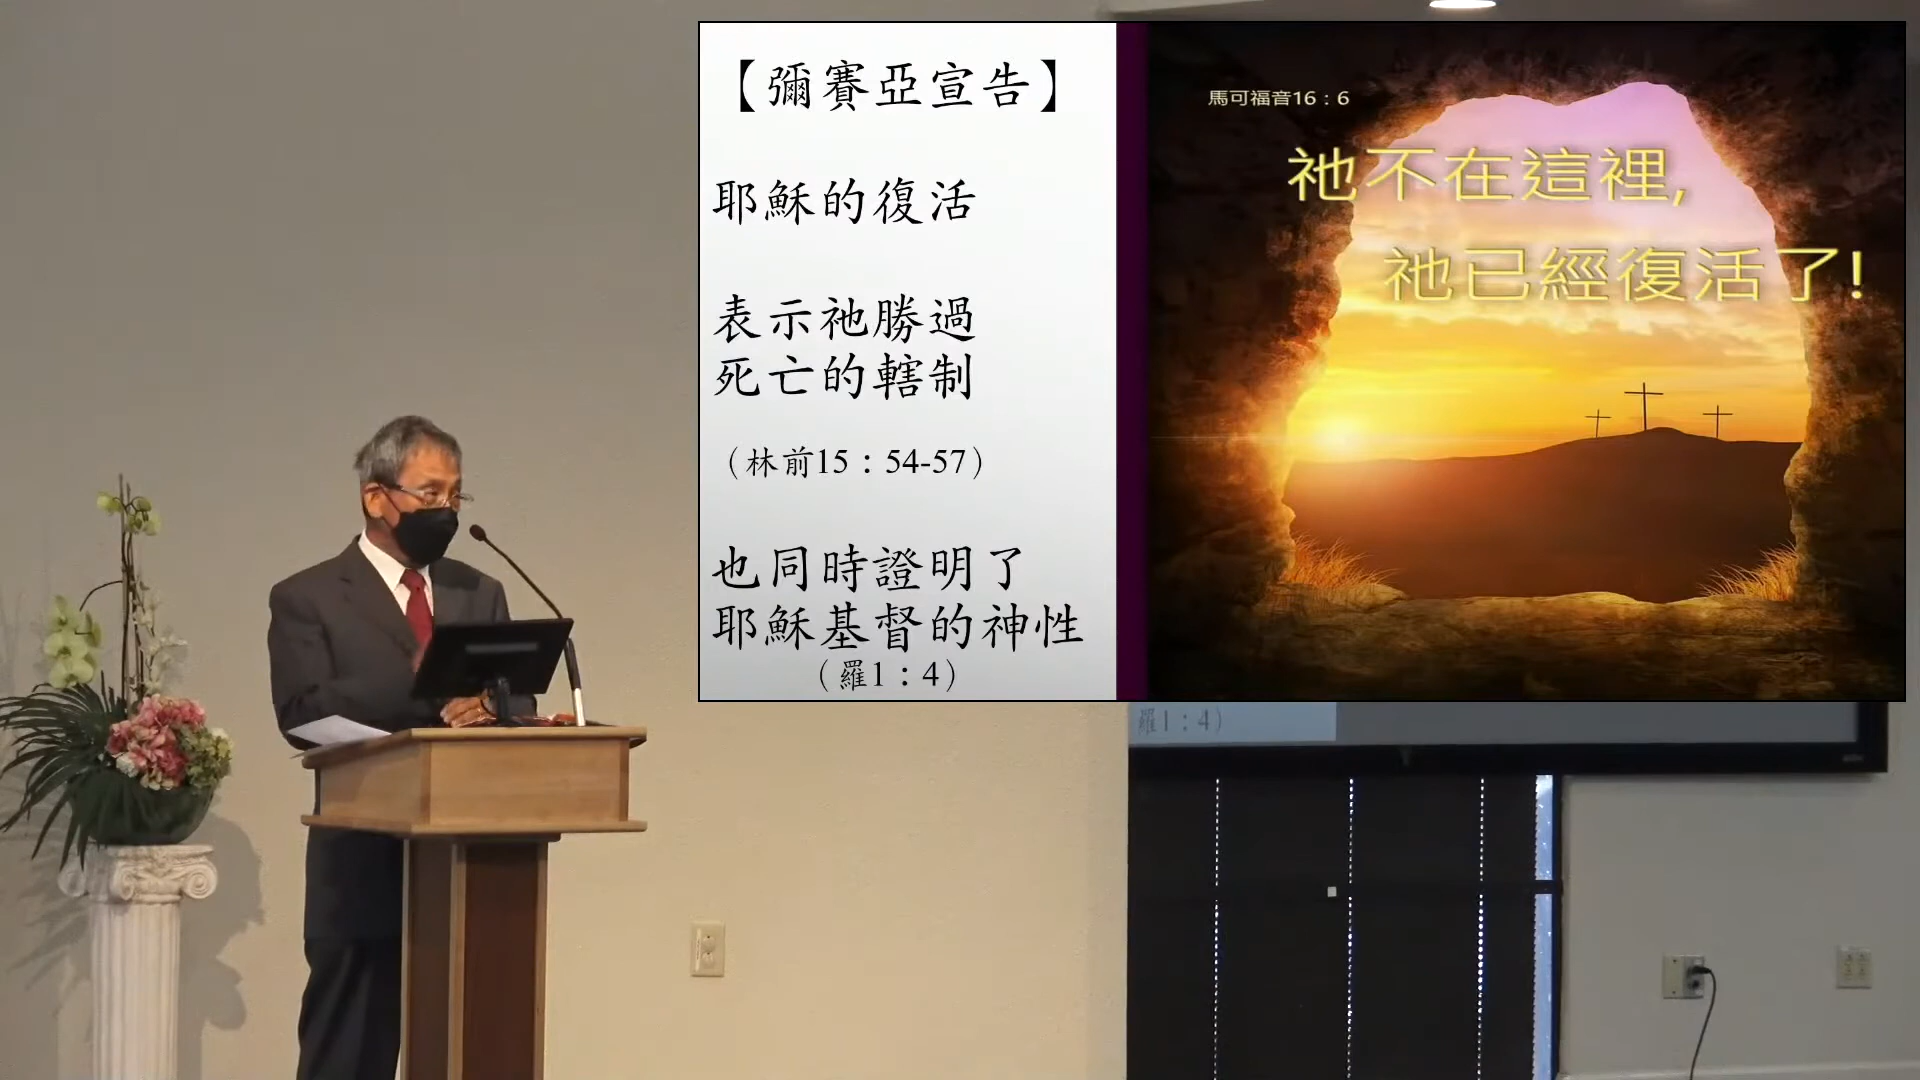 【彌賽亞宣告】
耶穌的復活
表示祂勝過
死亡的轄制
（林前15：54-57）
也同時證明了
耶穌基督的神性
（羅1：4）
馬可福音16：6
祂不在這裡,
祂已經復活了!
羅1：4）